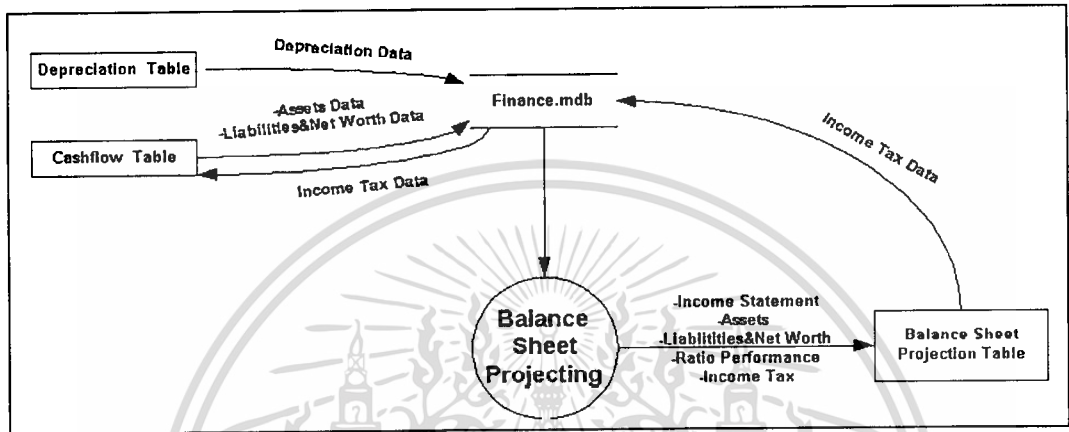 Depreciation Data
Depreciation Table
Finance.mdb
-Assets Data
-Liabilities&Net Worth Data
Cashflow Table
Income Tax Data
Income Tax Data
Balance
Sheet
Projecting
-Income Statement
-Assets
-Liabilitities&Net Worth
-Ratio Performance
-Income Tax
Balance Sheet
Projection Table